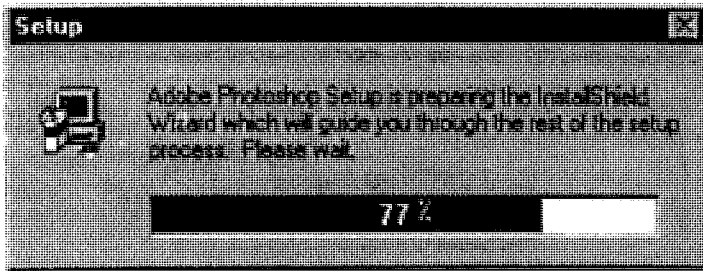 Setup
Adobe Photoshop Setup is preparing the InstallShield
Wizard which will guide you through the rest of the setup
process. Please wait.
77 %